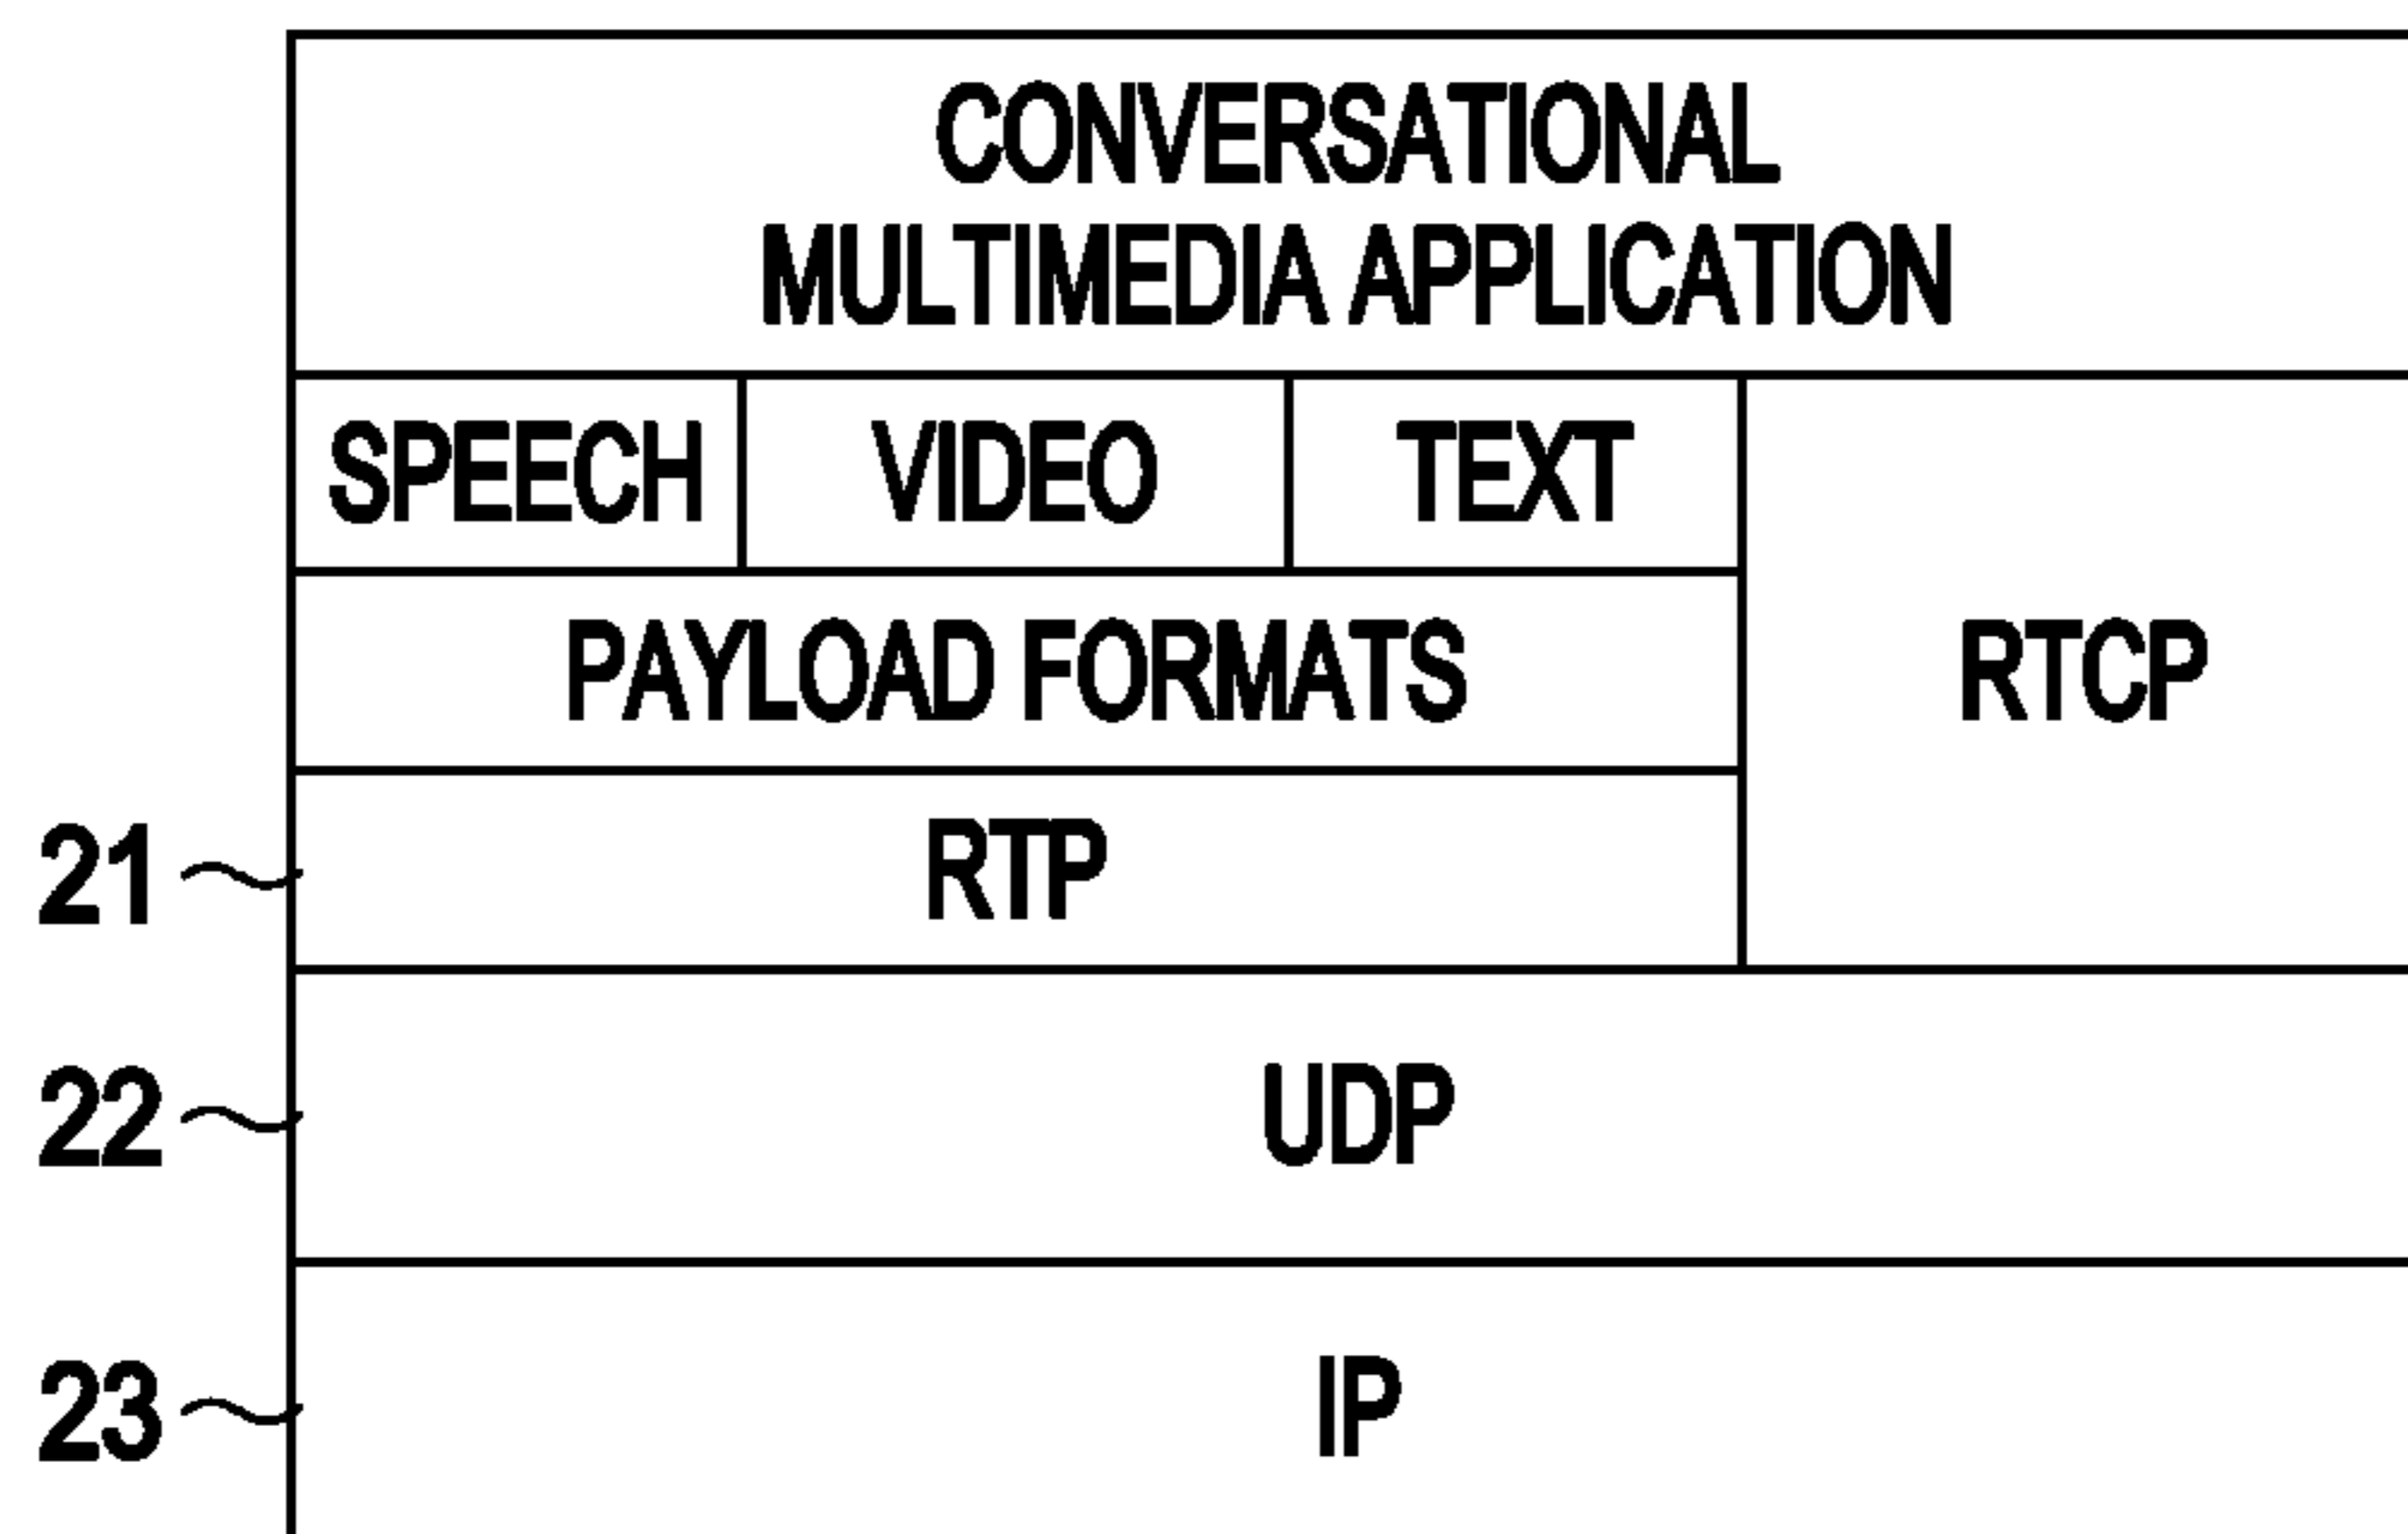 CONVERSATIONAL
MULTIMEDIA APPLICATION
SPEECH VIDEO TEXT
PAYLOAD FORMATS RTCP
21 RTP
22 UDP
23 IP